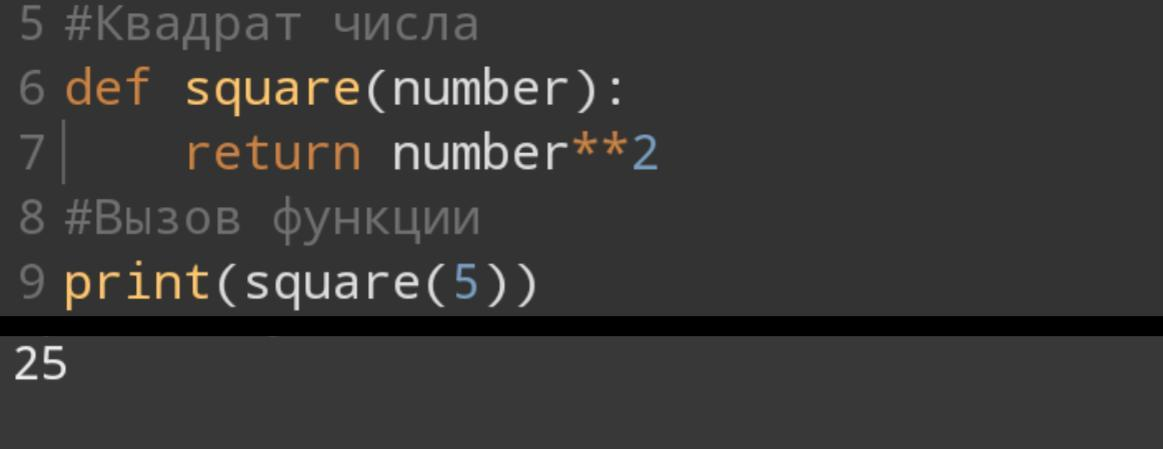 5 #Квадрат числа
6 def square(number):
7     return number**2
8 #Вызов функции
9 print(square(5))
25